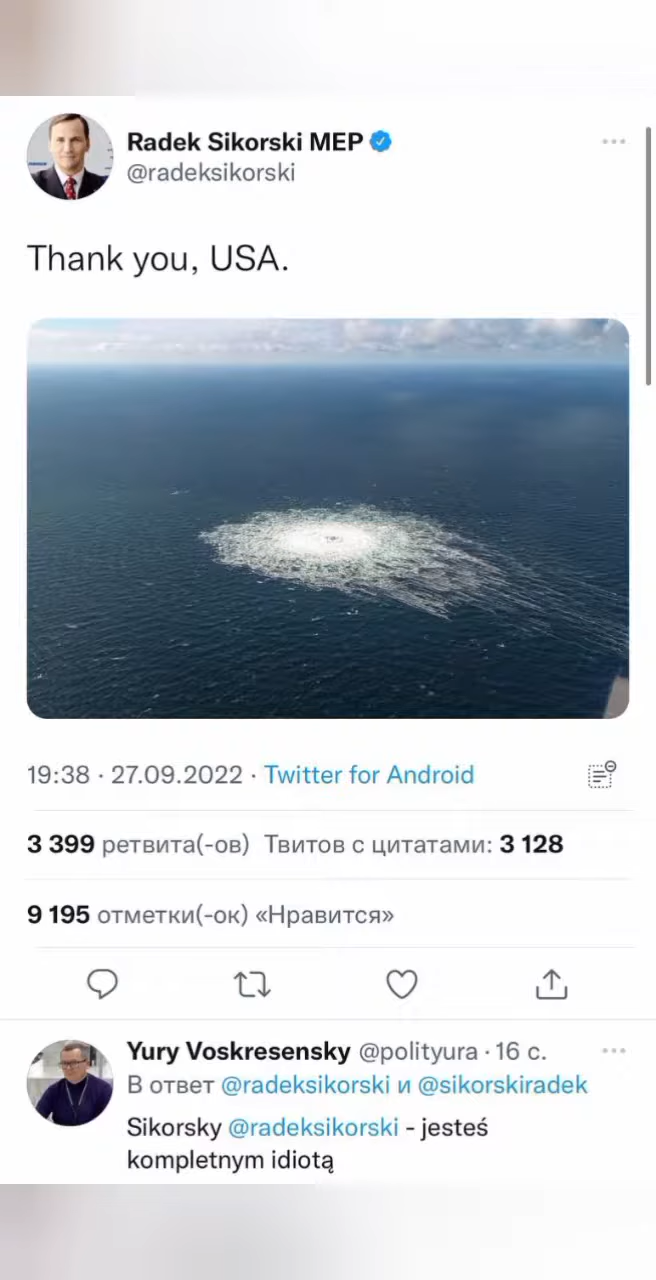 Radek Sikorski MEP
@radeksikorski
Thank you, USA.
19:38 · 27.09.2022 · Twitter for Android
3 399 ретвита(-ов) Твитов с цитатами: 3 128
9 195 отметки(-ок) «Нравится»
Yury Voskresensky @polityura · 16 с.
В ответ @radeksikorski и @sikorskiradek
Sikorsky @radeksikorski - jesteś
kompletnym idiotą